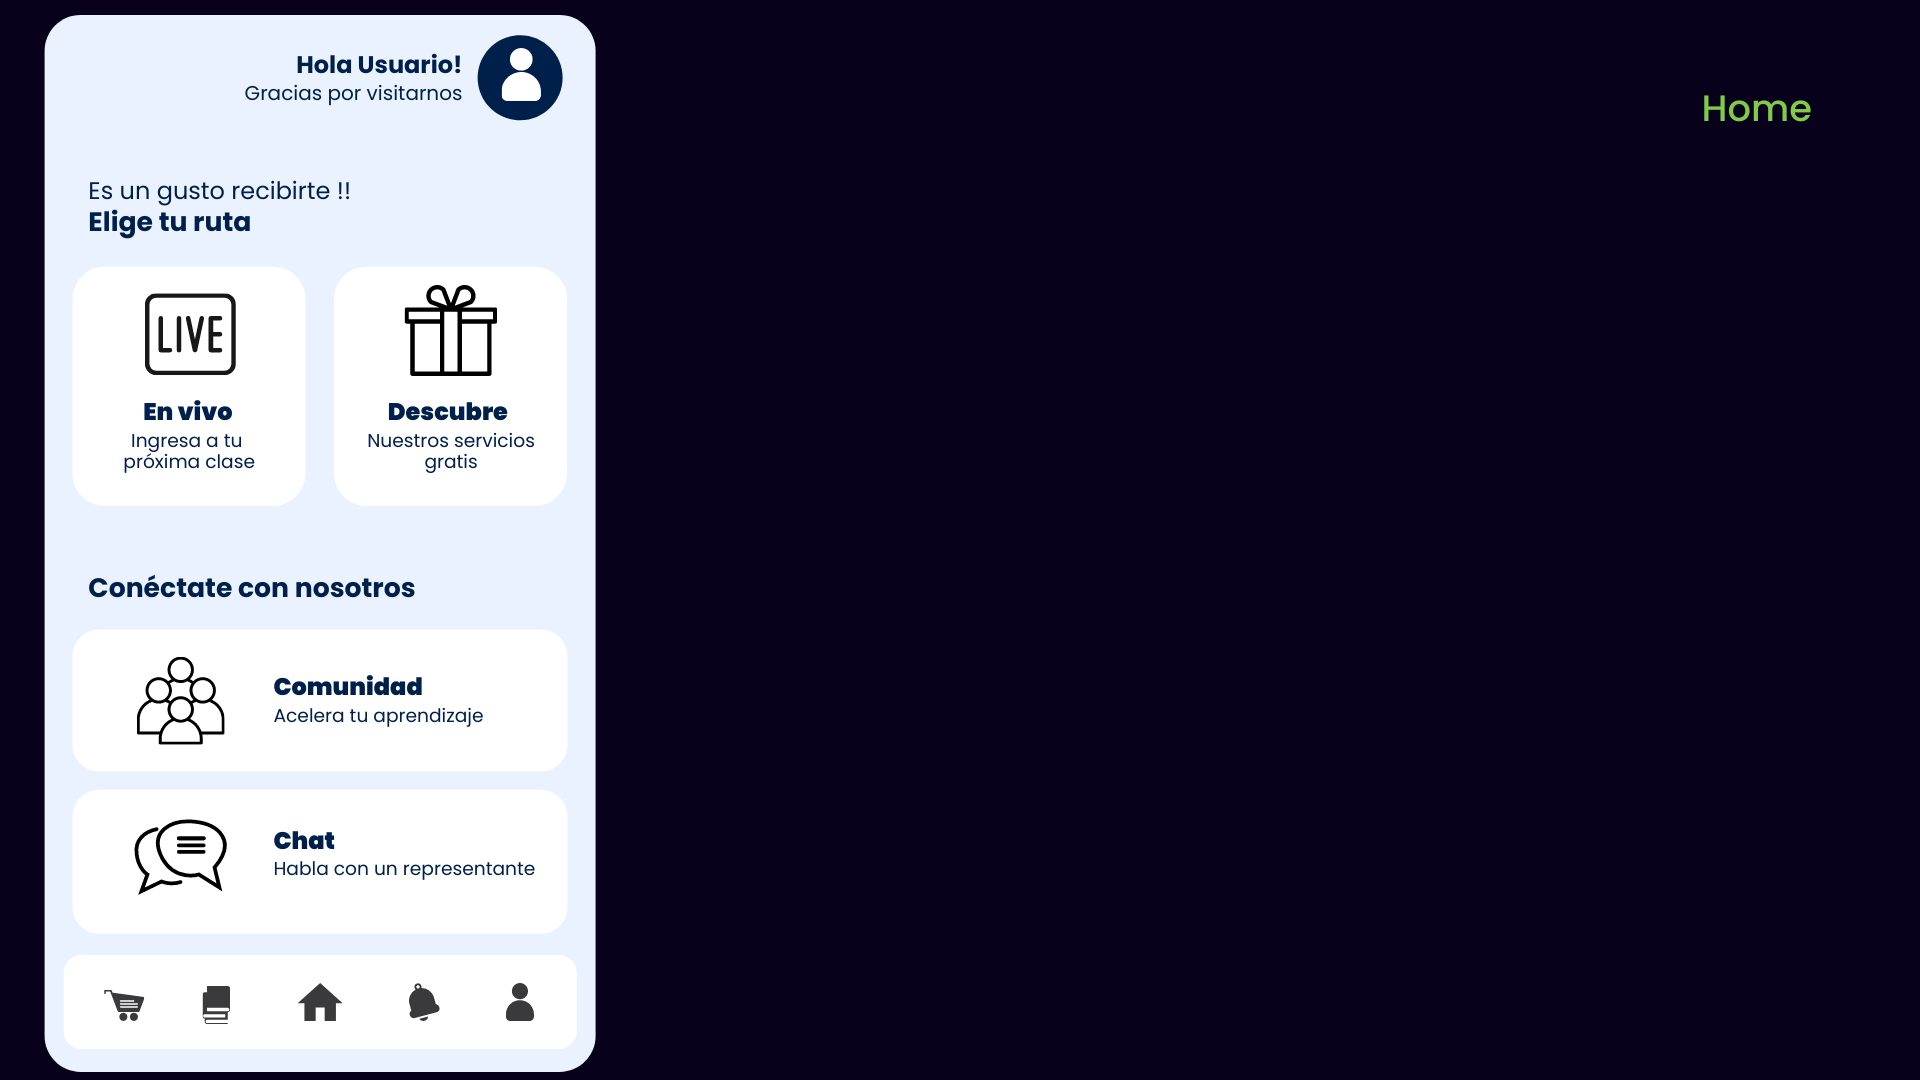 Hola Usuario!
Gracias por visitarnos
Home
Es un gusto recibirte !!
Elige tu ruta
LIVE
En vivo
Ingresa a tu
próxima clase
Descubre
Nuestros servicios
gratis
Conéctate con nosotros
Comunidad
Acelera tu aprendizaje
Chat
Habla con un representante